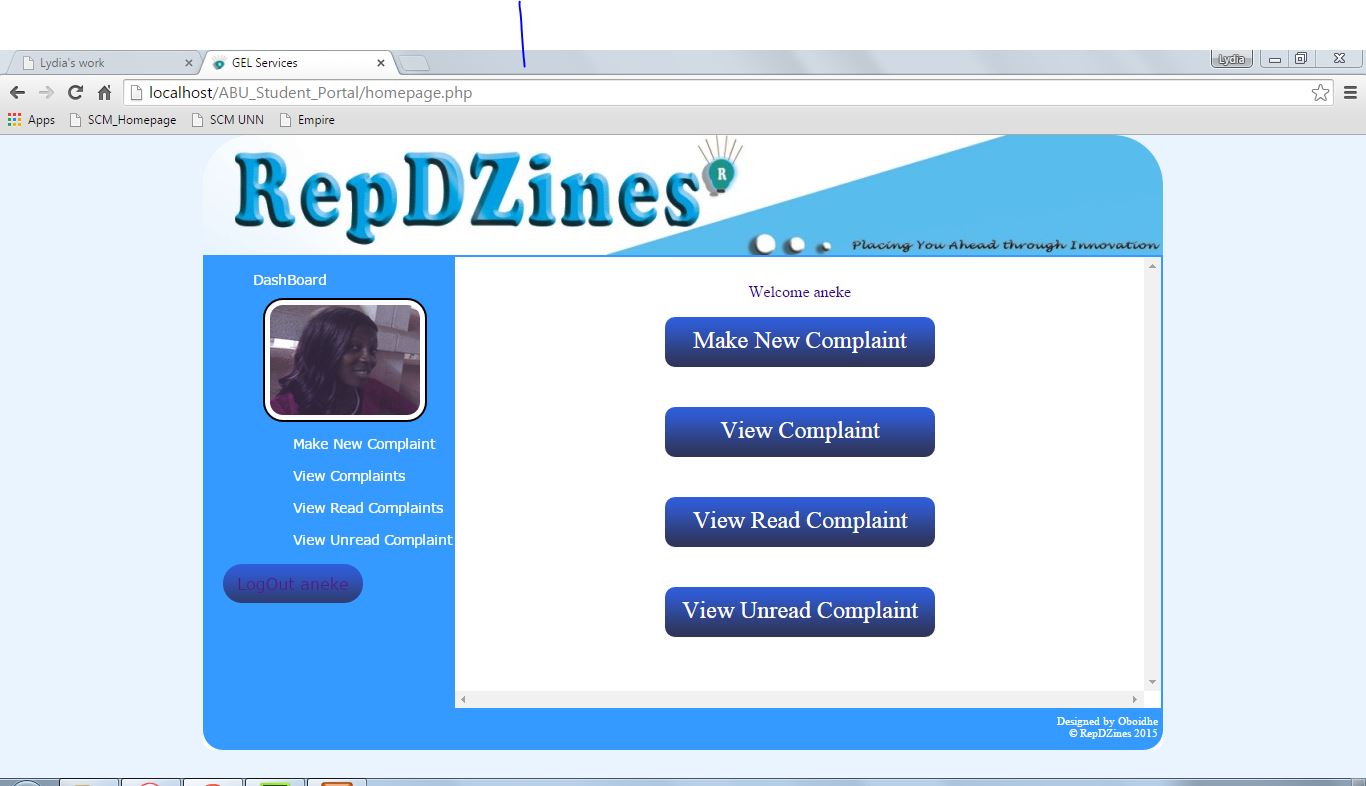 Lydia's work
GEL Services
Lydia
localhost/ABU_Student_Portal/homepage.php
Apps SCM_Homepage SCM UNN Empire
RepDZines
R
Placing You Ahead through Innovation
DashBoard
Make New Complaint
View Complaints
View Read Complaints
View Unread Complaint
LogOut aneke
Welcome aneke
Make New Complaint
View Complaint
View Read Complaint
View Unread Complaint
Designed by Oboidhe
© RepDZines 2015